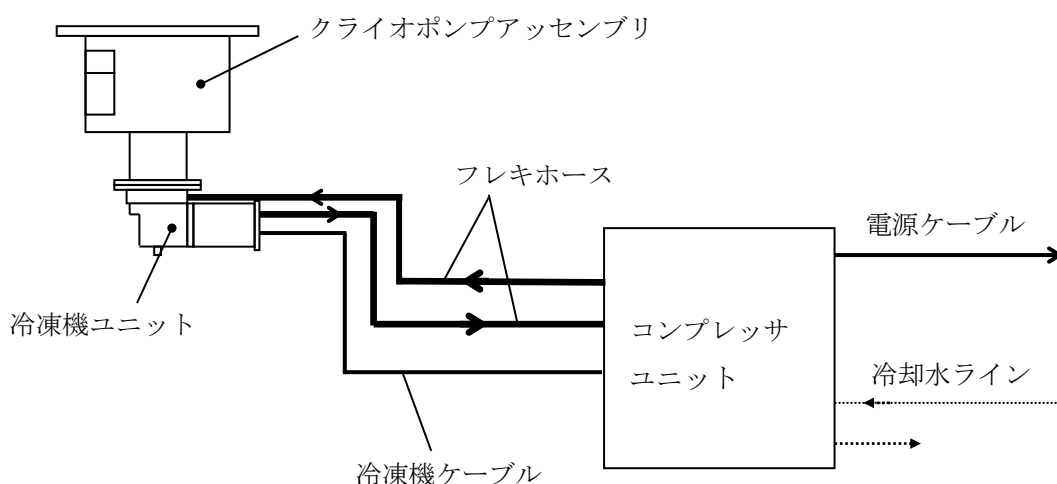 クライオポンプアッセンブリ
フレキホース
電源ケーブル
冷凍機ユニット
コンプレッサ
ユニット
冷却水ライン
冷凍機ケーブル